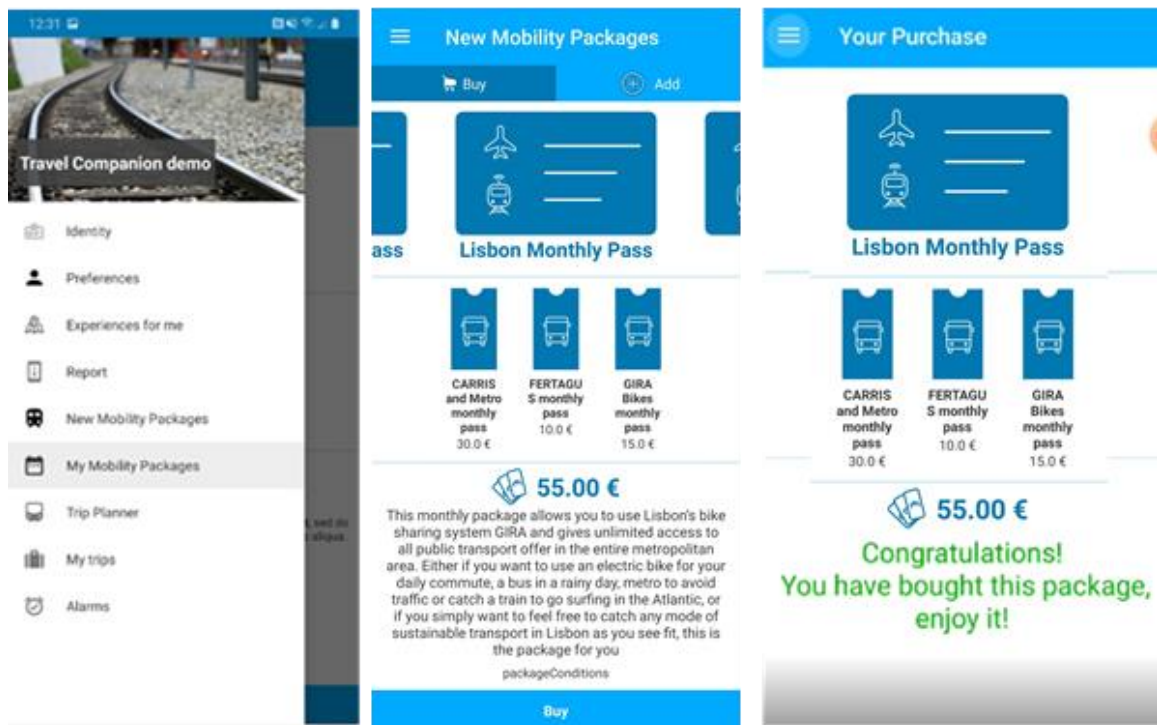 12:31
Travel Companion demo
Identity
Preferences
Experiences for me
Report
New Mobility Packages
My Mobility Packages
Trip Planner
My trips
Alarms
sed do
aliqua.
New Mobility Packages
Buy
Add
ass
Lisbon Monthly Pass
CARRIS
and Metro
monthly
pass
30.0 €
FERTAGU
S monthly
pass
10.0 €
GIRA
Bikes
monthly
pass
15.0 €
55.00 €
This monthly package allows you to use Lisbon's bike
sharing system GIRA and gives unlimited access to
all public transport offer in the entire metropolitan
area. Either if you want to use an electric bike for your
daily commute, a bus in a rainy day, metro to avoid
traffic or catch a train to go surfing in the Atlantic, or
if you simply want to feel free to catch any mode of
sustainable transport in Lisbon as you see fit, this is
the package for you
packageConditions
Buy
Your Purchase
Lisbon Monthly Pass
CARRIS
and Metro
monthly
pass
30.0 €
FERTAGU
S monthly
pass
10.0 €
GIRA
Bikes
monthly
pass
15.0 €
55.00 €
Congratulations!
You have bought this package,
enjoy it!